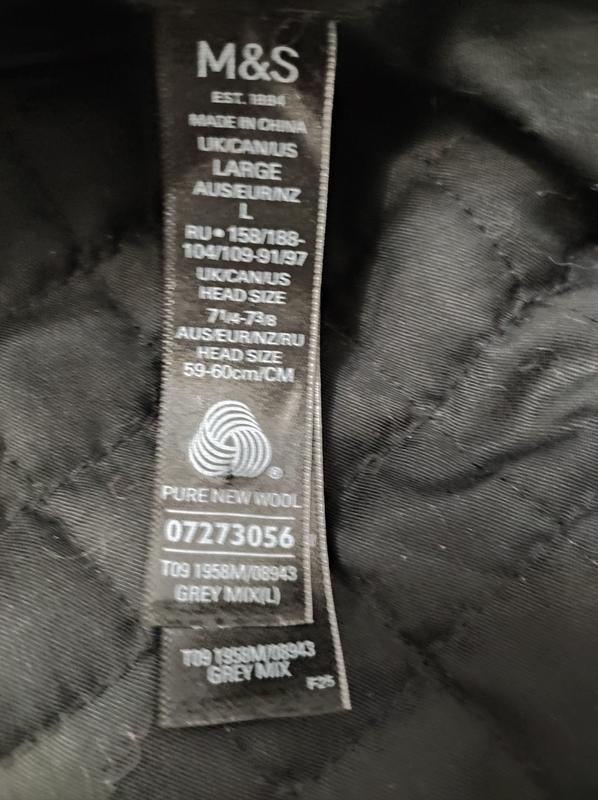 M&S
EST. 1884
MADE IN CHINA
UK/CAN/US
LARGE
AUS/EUR/NZ
L
RU • 158/188-
104/109-91/97
UK/CAN/US
HEAD SIZE
7¼-7⅜
AUS/EUR/NZ/RU
HEAD SIZE
59-60cm/CM
®
PURE NEW WOOL
07273056
T09 1958M/08943
GREY MIX(L)
T09 1958M/08943
GREY MIX
F25